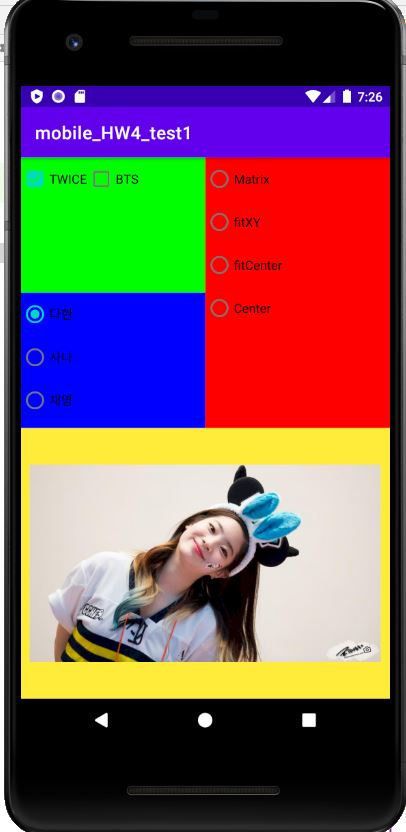 7:26
mobile_HW4_test1
TWICE BTS
Matrix
fitXY
fitCenter
Center
다현
사나
채영